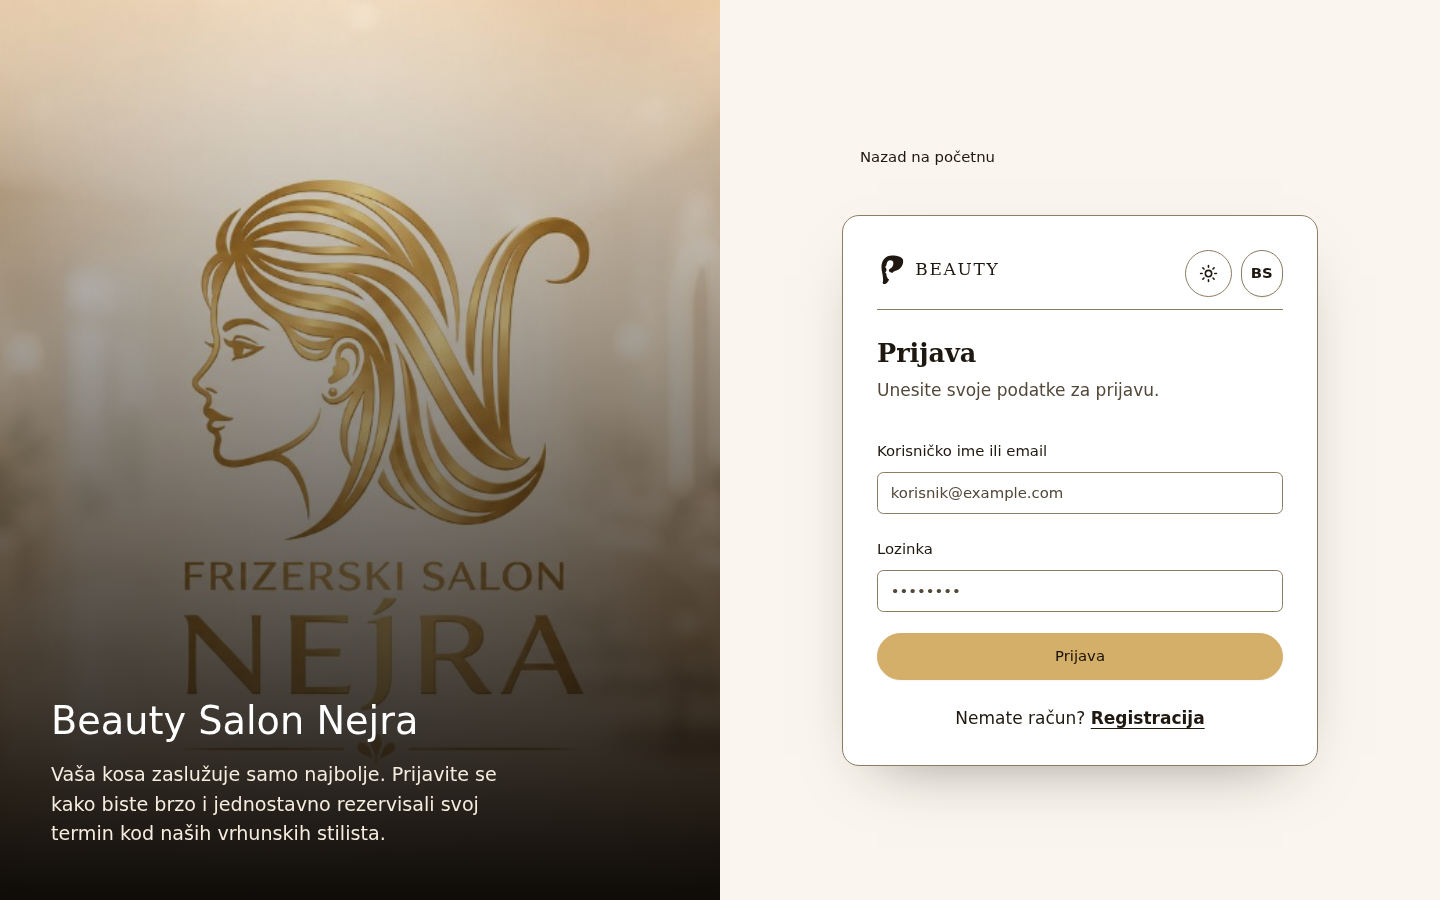 FRIZERSKI SALON
NEjRA
Beauty Salon Nejra
Vaša kosa zaslužuje samo najbolje. Prijavite se
kako biste brzo i jednostavno rezervisali svoj
termin kod naših vrhunskih stilista.
Nazad na početnu
BEAUTY
BS
Prijava
Unesite svoje podatke za prijavu.
Korisničko ime ili email
korisnik@example.com
Lozinka
••••••••
Prijava
Nemate račun? Registracija